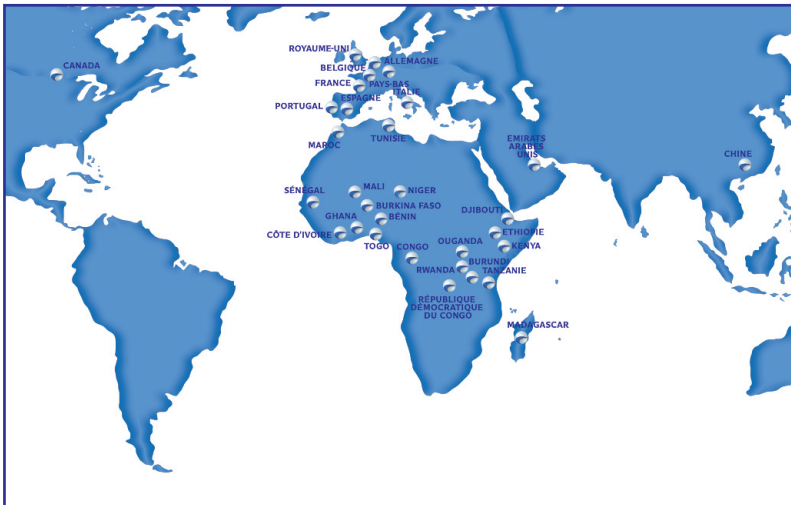 CANADA
ROYAUME-UNI
ALLEMAGNE
BELGIQUE
FRANCE
PAYS-BAS
ITALIE
ESPAGNE
PORTUGAL
MAROC
TUNISIE
EMIRATS
ARABES
UNIS
CHINE
SÉNÉGAL
MALI
NIGER
BURKINA FASO
GHANA
BÉNIN
DJIBOUTI
CÔTE D'IVOIRE
TOGO
ETHIOPIE
KENYA
OUGANDA
CONGO
BURUNDI
RWANDA
TANZANIE
RÉPUBLIQUE
DÉMOCRATIQUE
DU CONGO
MADAGASCAR